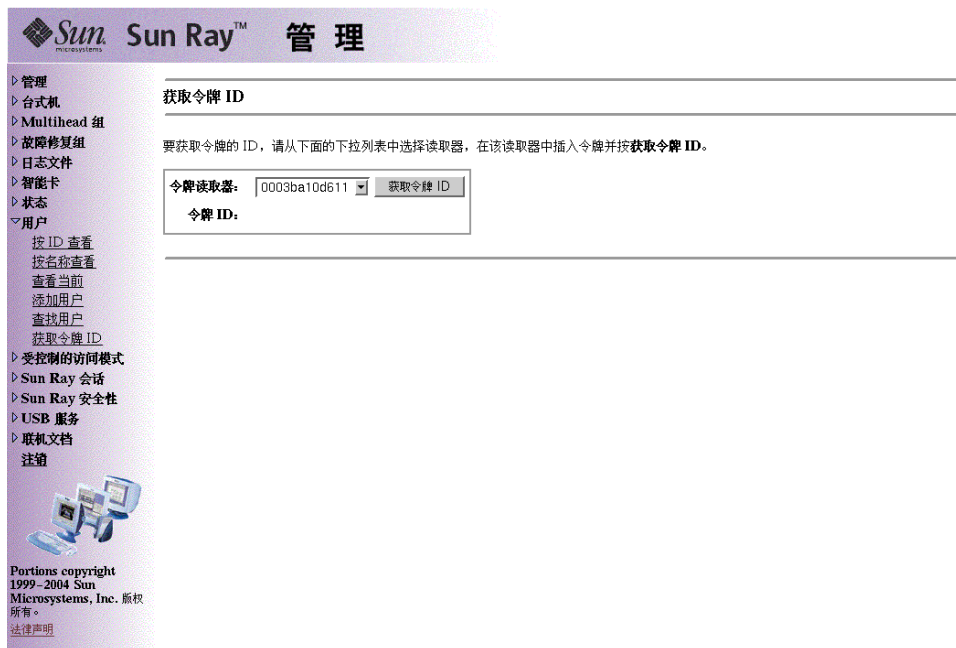 Sun microsystems Sun Ray™ 管 理
管理
台式机
Multihead 组
故障修复组
日志文件
智能卡
状态
用户
按 ID 查看
按名称查看
查看当前
添加用户
查找用户
获取令牌 ID
受控制的访问模式
Sun Ray 会话
Sun Ray 安全性
USB 服务
联机文档
注销
Portions copyright
1999-2004 Sun
Microsystems, Inc. 版权
所有。
法律声明
获取令牌 ID
要获取令牌的 ID，请从下面的下拉列表中选择读取器，在该读取器中插入令牌并按获取令牌 ID。
令牌读取器： 0003ba10d611 获取令牌 ID
令牌 ID：